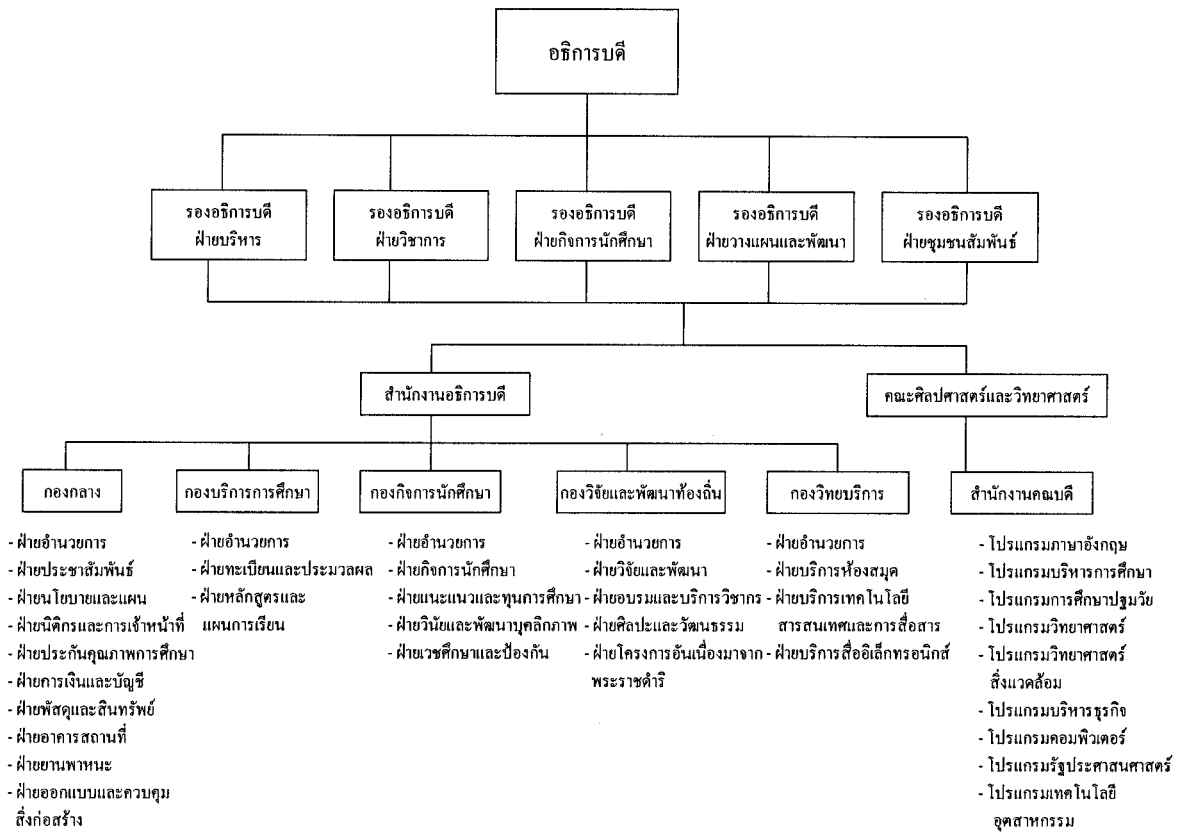 อธิการบดี
รองอธิการบดี
ฝ่ายบริหาร
รองอธิการบดี
ฝ่ายวิชาการ
รองอธิการบดี
ฝ่ายกิจการนักศึกษา
รองอธิการบดี
ฝ่ายวางแผนและพัฒนา
รองอธิการบดี
ฝ่ายชุมชนสัมพันธ์
สำนักงานอธิการบดี
คณะศิลปศาสตร์และวิทยาศาสตร์
กองกลาง
- ฝ่ายอำนวยการ
- ฝ่ายประชาสัมพันธ์
- ฝ่ายนโยบายและแผน
- ฝ่ายนิติกรและการเจ้าหน้าที่
- ฝ่ายประกันคุณภาพการศึกษา
- ฝ่ายการเงินและบัญชี
- ฝ่ายพัสดุและสินทรัพย์
- ฝ่ายอาคารสถานที่
- ฝ่ายยานพาหนะ
- ฝ่ายออกแบบและควบคุม
สิ่งก่อสร้าง
กองบริการการศึกษา
- ฝ่ายอำนวยการ
- ฝ่ายทะเบียนและประมวลผล
- ฝ่ายหลักสูตรและ
แผนการเรียน
กองกิจการนักศึกษา
- ฝ่ายอำนวยการ
- ฝ่ายกิจการนักศึกษา
- ฝ่ายแนะแนวและทุนการศึกษา
- ฝ่ายวินัยและพัฒนาบุคลิกภาพ
- ฝ่ายเวชศึกษาและป้องกัน
กองวิจัยและพัฒนาท้องถิ่น
- ฝ่ายอำนวยการ
- ฝ่ายวิจัยและพัฒนา
- ฝ่ายอบรมและบริการวิชากร
- ฝ่ายศิลปะและวัฒนธรรม
- ฝ่ายโครงการอันเนื่องมาจาก
พระราชดำริ
กองวิทยบริการ
- ฝ่ายอำนวยการ
- ฝ่ายบริการห้องสมุด
- ฝ่ายบริการเทคโนโลยี
สารสนเทศและการสื่อสาร
- ฝ่ายบริการสื่ออิเล็กทรอนิกส์
สำนักงานคณบดี
- โปรแกรมภาษาอังกฤษ
- โปรแกรมบริหารการศึกษา
- โปรแกรมการศึกษาปฐมวัย
- โปรแกรมวิทยาศาสตร์
- โปรแกรมวิทยาศาสตร์
สิ่งแวดล้อม
- โปรแกรมบริหารธุรกิจ
- โปรแกรมคอมพิวเตอร์
- โปรแกรมรัฐประศาสนศาสตร์
- โปรแกรมเทคโนโลยี
อุตสาหกรรม